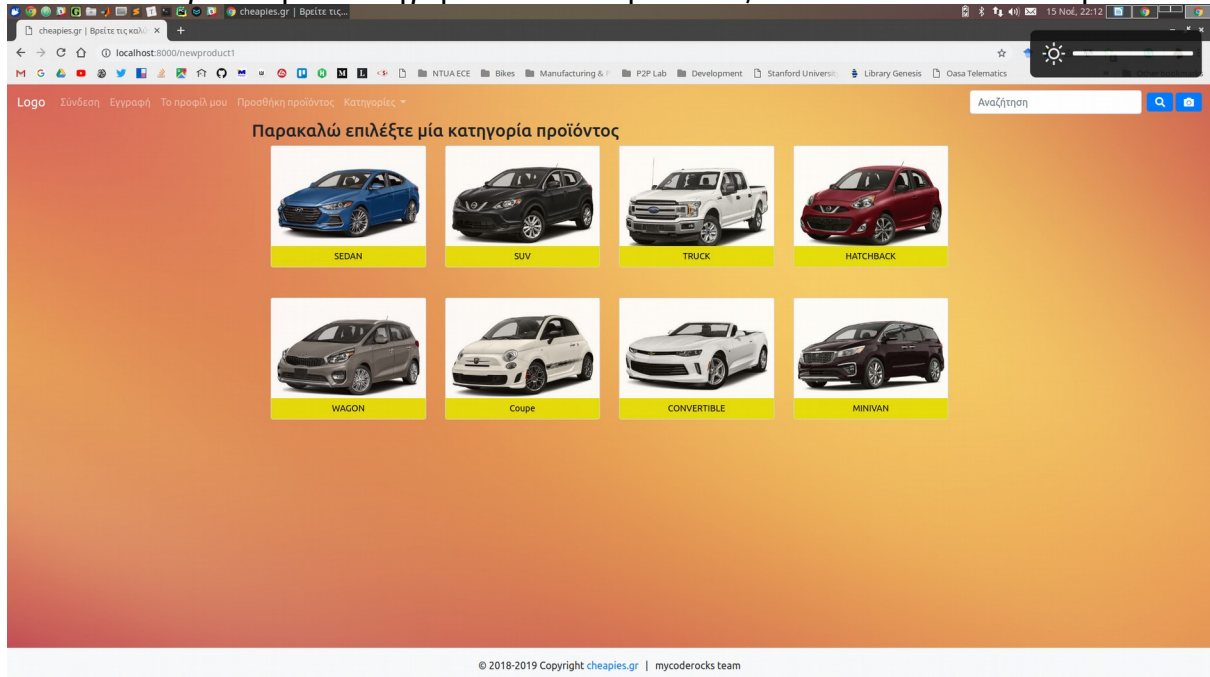 cheapies.gr | Βρείτε τις...
15 Νοέ, 22:12
cheapies.gr | Βρείτε τις καλύ
localhost:8000/newproduct1
NTUA ECE Bikes Manufacturing & P2P Lab Development Stanford Universit Library Genesis Oasa Telematics
Logo Σύνδεση Εγγραφή Το προφίλ μου Προσθήκη προϊόντος Κατηγορίες Αναζήτηση
Παρακαλώ επιλέξτε μία κατηγορία προϊόντος
SEDAN SUV TRUCK HATCHBACK
WAGON Coupe CONVERTIBLE MINIVAN
© 2018-2019 Copyright cheapies.gr | mycoderocks team